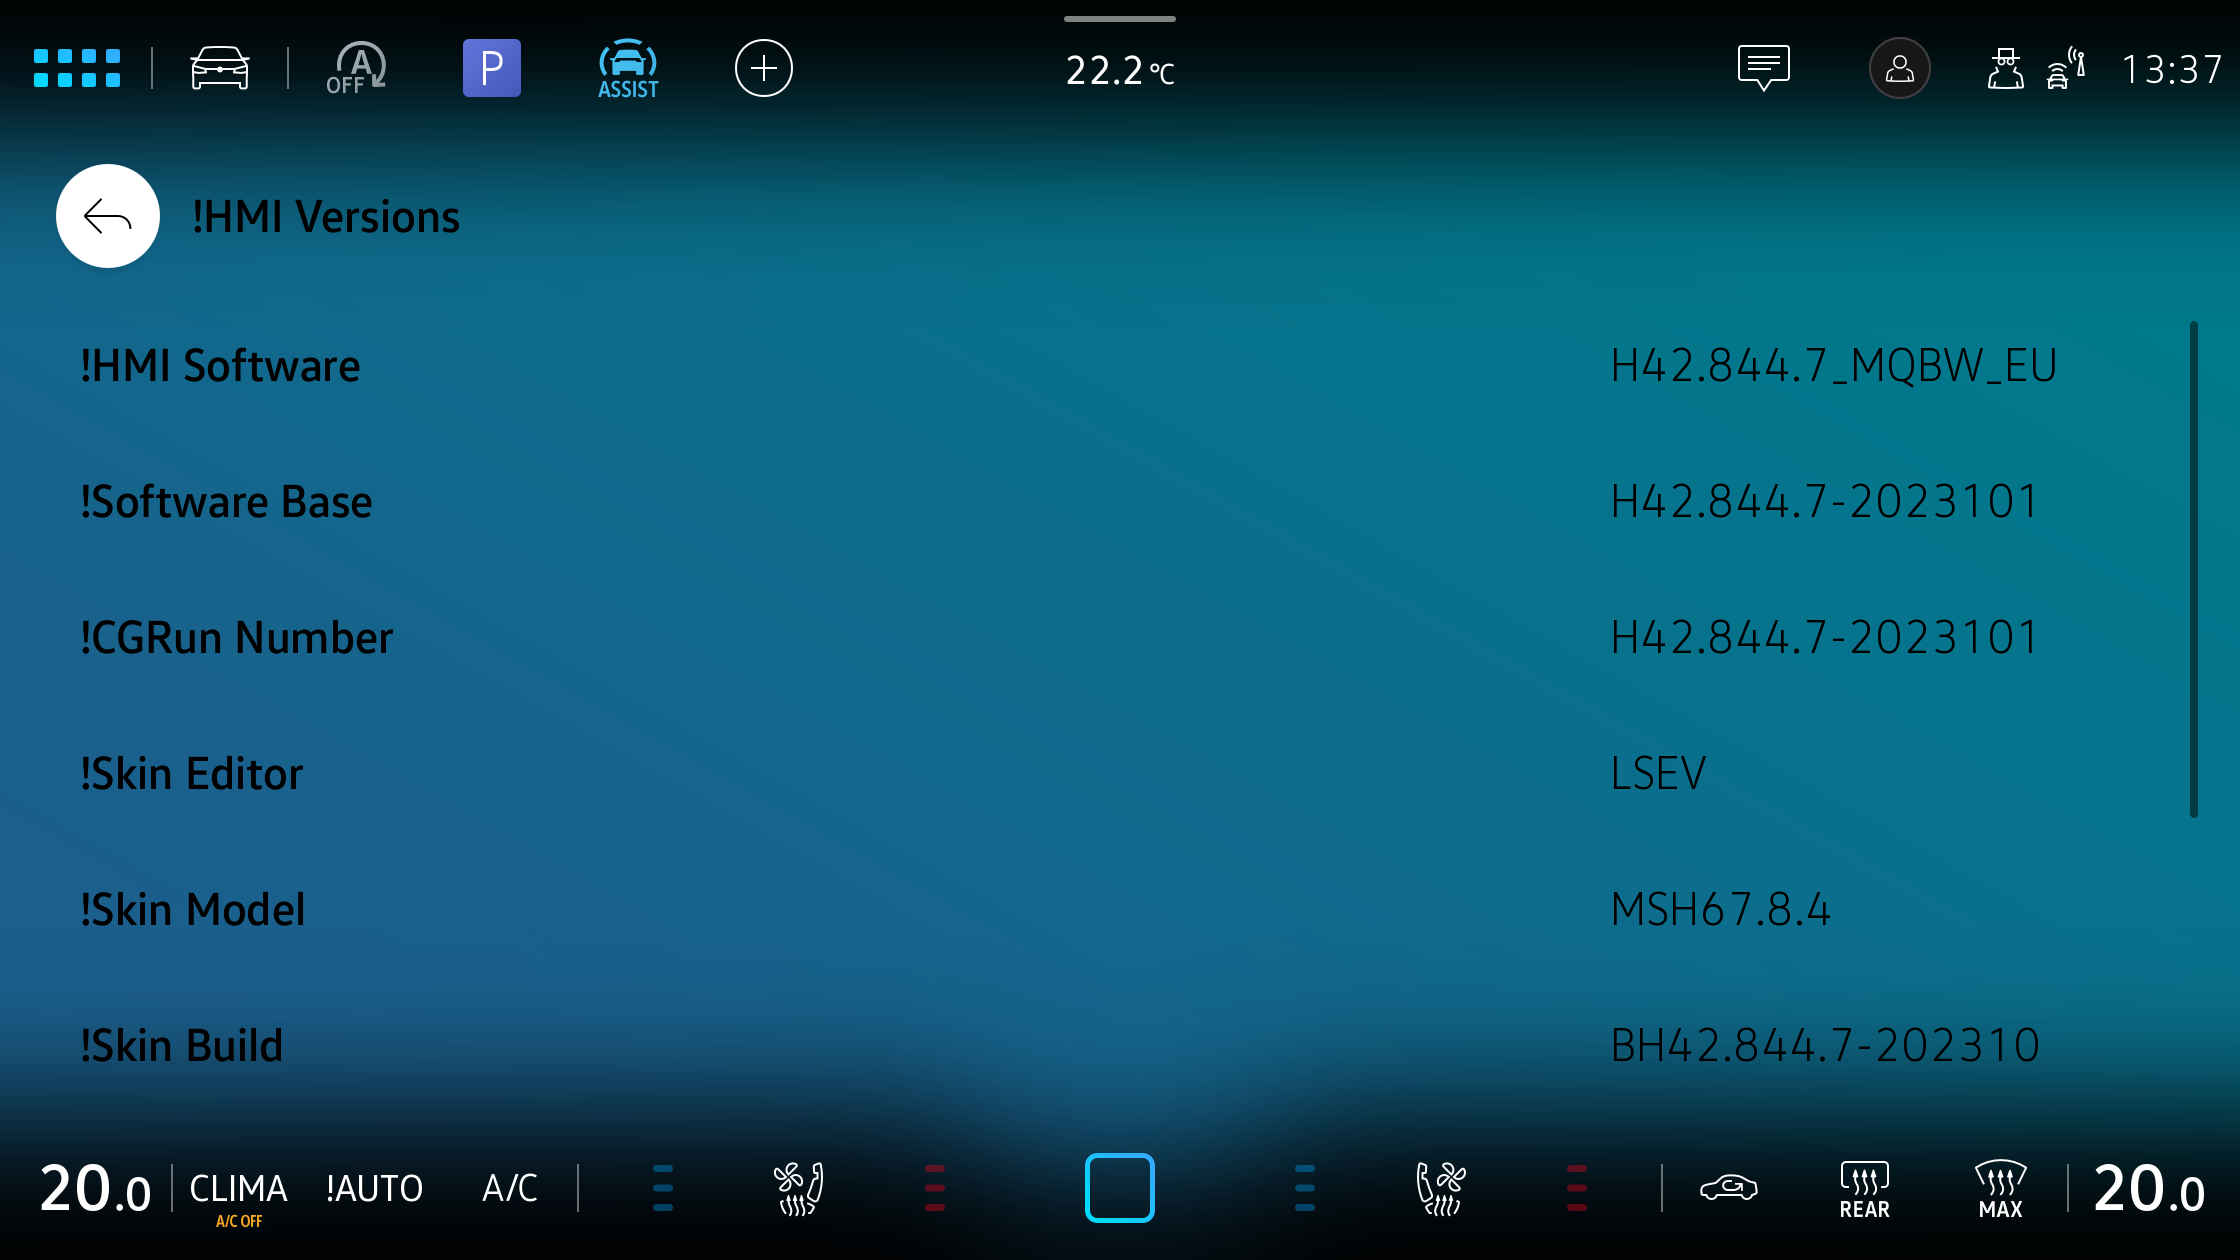 A OFF
P
ASSIST
22.2 °C
13:37
!HMI Versions
!HMI Software H42.844.7_MQBW_EU
!Software Base H42.844.7-2023101
!CGRun Number H42.844.7-2023101
!Skin Editor LSEV
!Skin Model MSH67.8.4
!Skin Build BH42.844.7-202310
20.0 CLIMA !AUTO A/C REAR MAX 20.0
A/C OFF